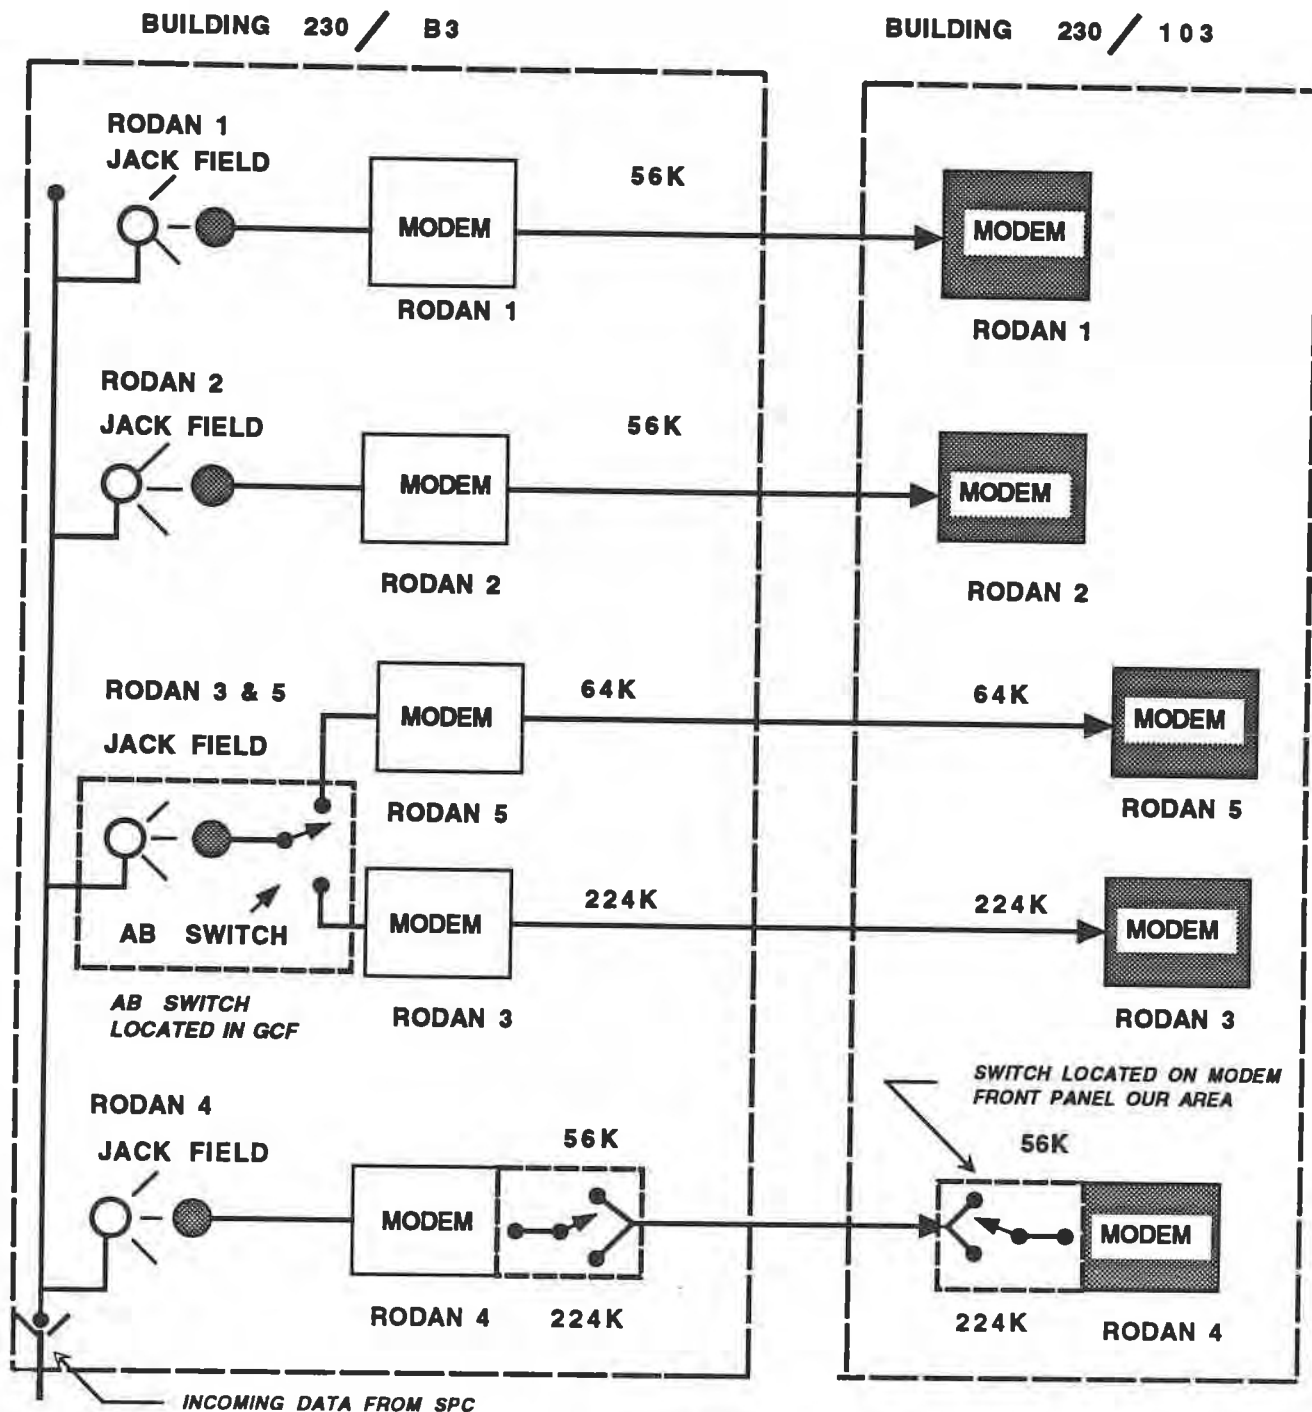 BUILDING 230 / B3
BUILDING 230 / 103
RODAN 1
JACK FIELD
MODEM
RODAN 1
56K
MODEM
RODAN 1
RODAN 2
JACK FIELD
MODEM
RODAN 2
56K
MODEM
RODAN 2
RODAN 3 & 5
JACK FIELD
MODEM
RODAN 5
64K
64K
MODEM
RODAN 5
AB SWITCH
MODEM
RODAN 3
224K
224K
MODEM
RODAN 3
AB SWITCH
LOCATED IN GCF
RODAN 4
JACK FIELD
MODEM
RODAN 4
56K
224K
SWITCH LOCATED ON MODEM
FRONT PANEL OUR AREA
56K
224K
MODEM
RODAN 4
INCOMING DATA FROM SPC